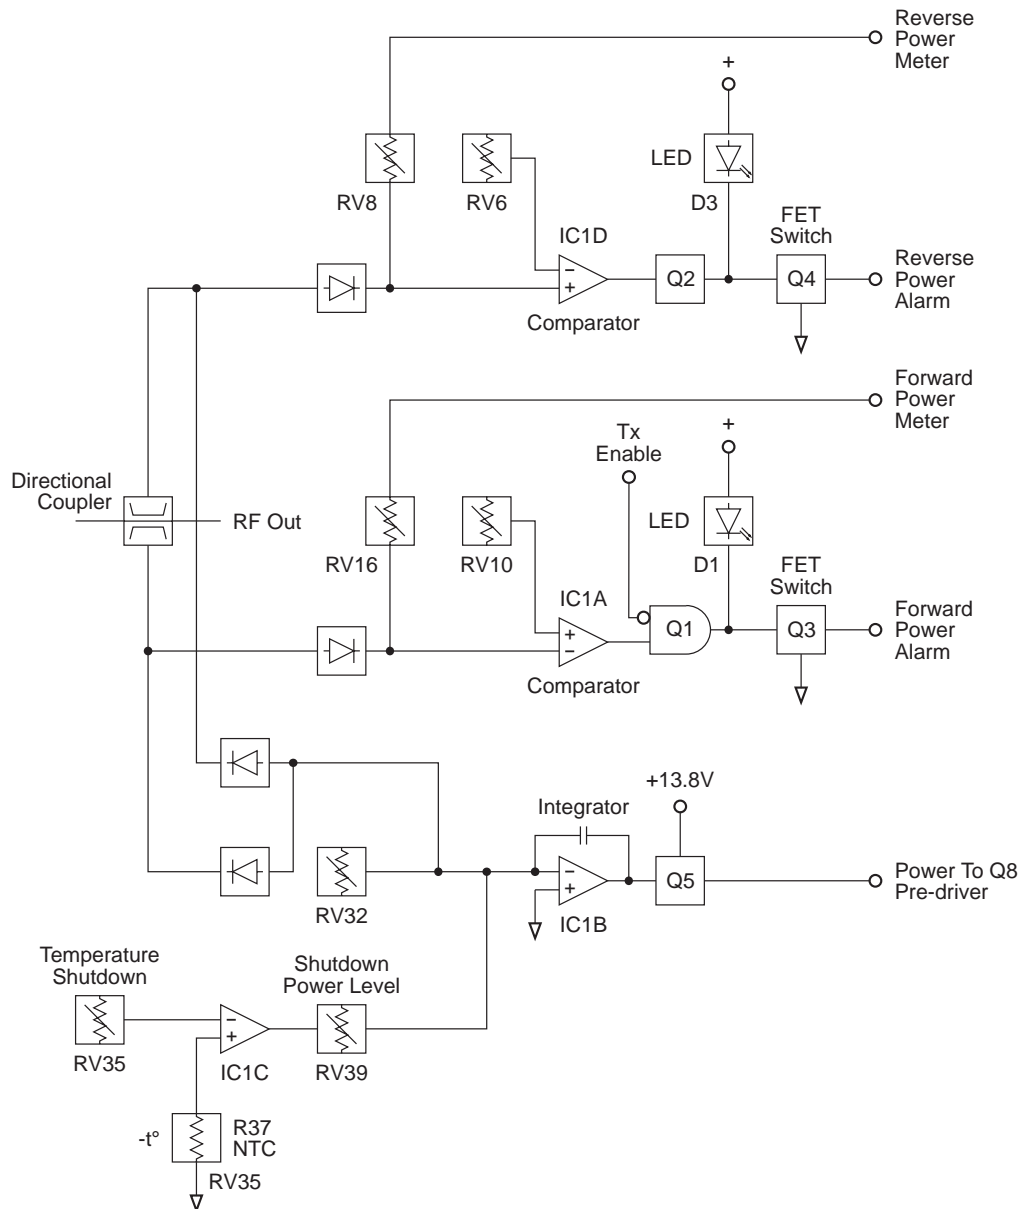 Reverse
Power
Meter
+
LED
D3
RV8
RV6
FET
Switch
IC1D
−
+
Q2
Q4
Reverse
Power
Alarm
Comparator
Forward
Power
Meter
Tx
Enable
+
Directional
Coupler
RF Out
LED
D1
RV16
RV10
FET
Switch
IC1A
+
−
Q1
Q3
Forward
Power
Alarm
Comparator
+13.8V
Integrator
−
+
Q5
Power To Q8
Pre-driver
RV32
IC1B
Temperature
Shutdown
Shutdown
Power Level
−
+
RV35
IC1C
RV39
-t°
R37
NTC
RV35